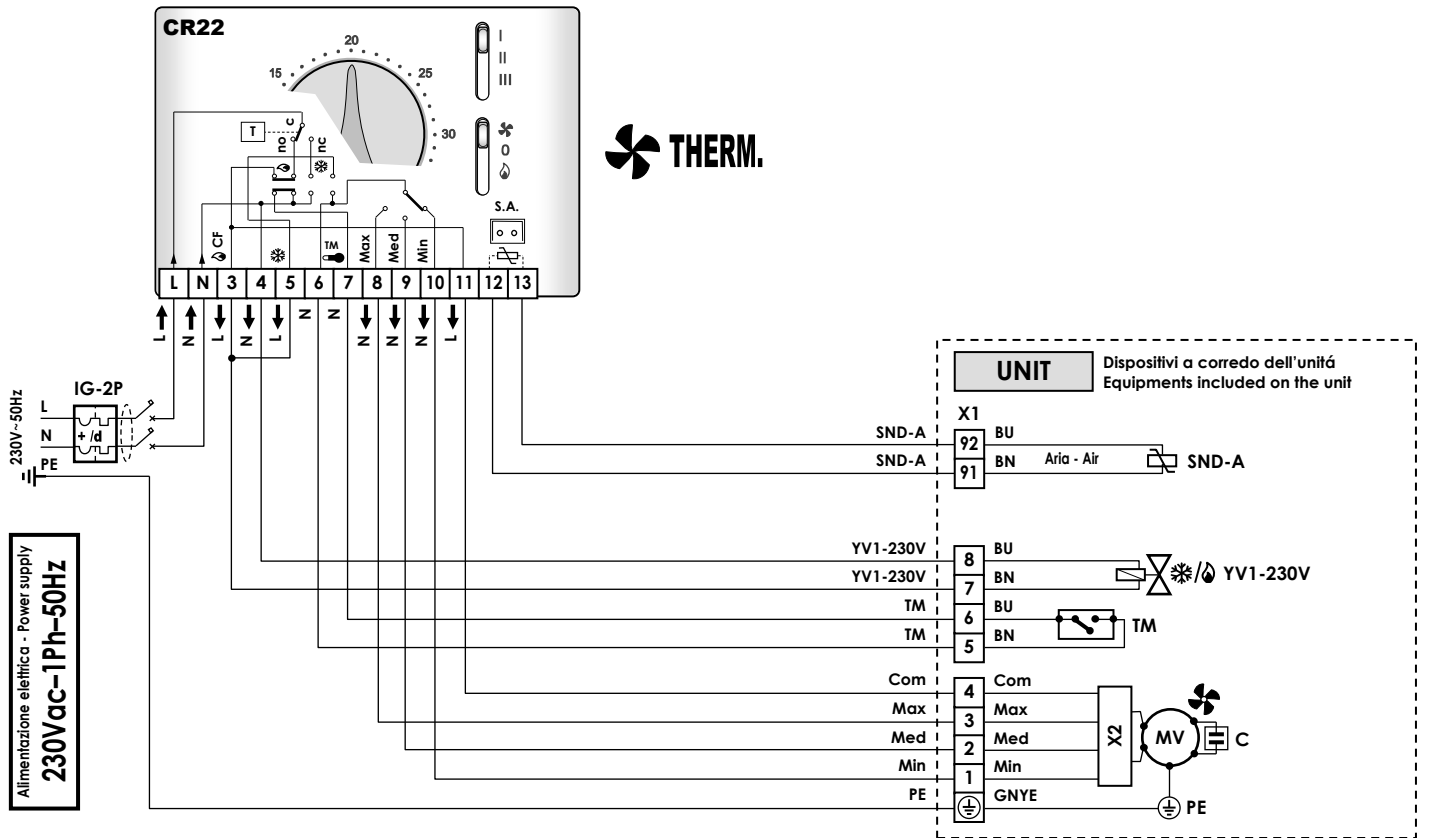 CR22
15
20
25
30
I
II
III
0
THERM.
T
c
no
nc
S.A.
CF
TM
Max
Med
Min
L N 3 4 5 6 7 8 9 10 11 12 13
L N L N L N N N N N L
IG-2P
230V~50Hz
L
N
PE
+ /d
Alimentazione elettrica - Power supply
230Vac–1Ph–50Hz
UNIT
Dispositivi a corredo dell'unitá
Equipments included on the unit
X1
SND-A 92 BU
SND-A 91 BN Aria - Air SND-A
YV1-230V 8 BU
YV1-230V 7 BN / YV1-230V
TM 6 BU
TM 5 BN TM
Com 4 Com
Max 3 Max
Med 2 Med
Min 1 Min
X2 MV C
PE GNYE PE